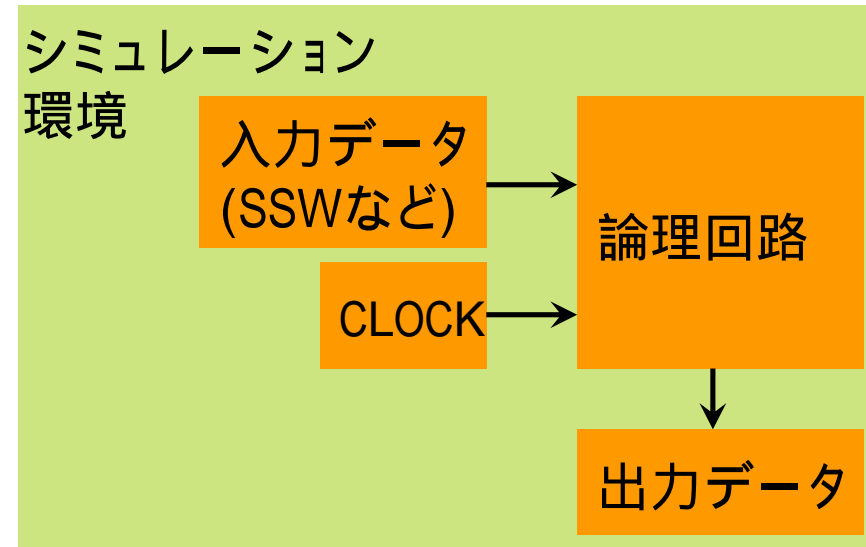 シミュレーション
環境
入力データ
(SSWなど)
論理回路
CLOCK
出力データ